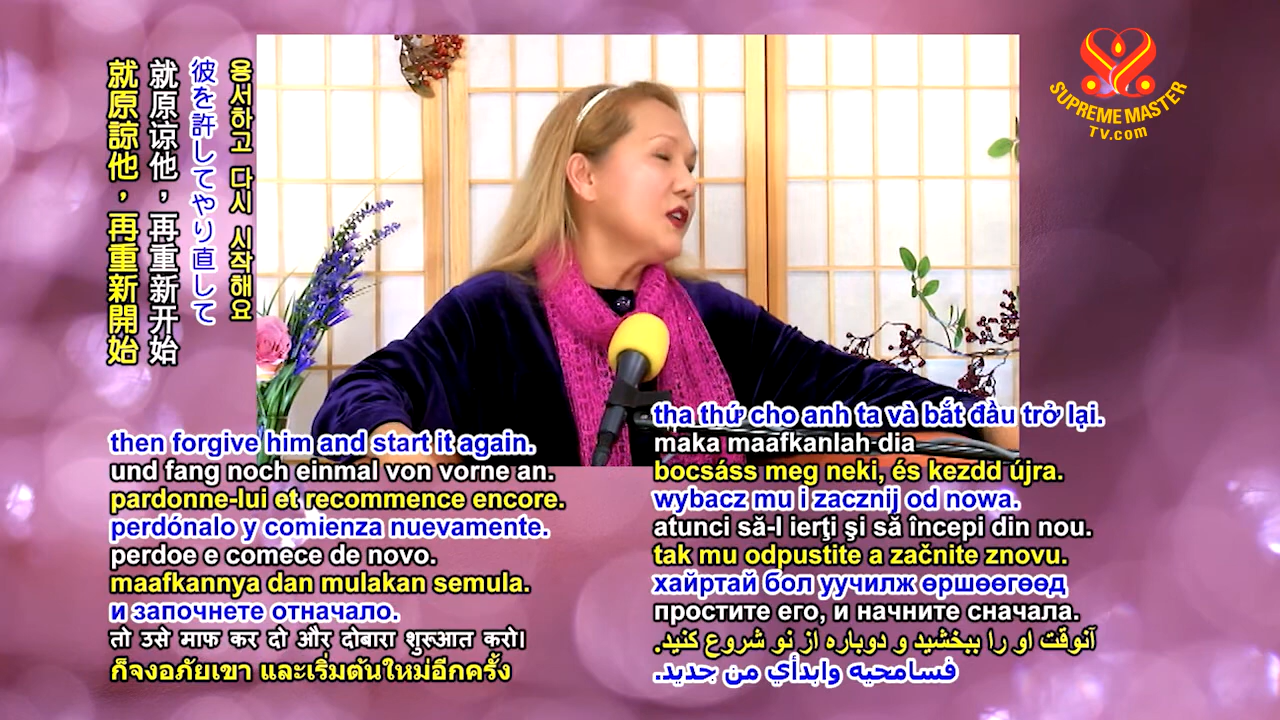 就原諒他，再重新開始
就原谅他，再重新开始
彼を許してやり直して
용서하고 다시 시작해요
SUPREME MASTER
TV.com
then forgive him and start it again.
und fang noch einmal von vorne an.
pardonne-lui et recommence encore.
perdónalo y comienza nuevamente.
perdoe e comece de novo.
maafkannya dan mulakan semula.
и започнете отначало.
तो उसे माफ कर दो और दोबारा शुरूआत करो।
ก็จงอภัยเขา และเริ่มต้นใหม่อีกครั้ง
tha thứ cho anh ta và bắt đầu trở lại.
maka maafkanlah dia
bocsáss meg neki, és kezdd újra.
wybacz mu i zacznij od nowa.
atunci să-l ierţi şi să începi din nou.
tak mu odpustite a začnite znovu.
хайртай бол уучилж өршөөгөөд
простите его, и начните сначала.
آنوقت او را ببخشید و دوباره از نو شروع کنید.
فسامحيه وابدأي من جديد.